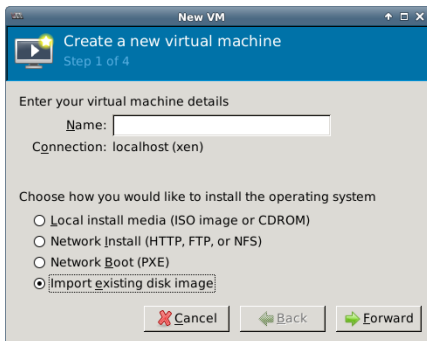 New VM
Create a new virtual machine
Step 1 of 4
Enter your virtual machine details
Name:
Connection: localhost (xen)
Choose how you would like to install the operating system
Local install media (ISO image or CDROM)
Network Install (HTTP, FTP, or NFS)
Network Boot (PXE)
Import existing disk image
Cancel Back Forward